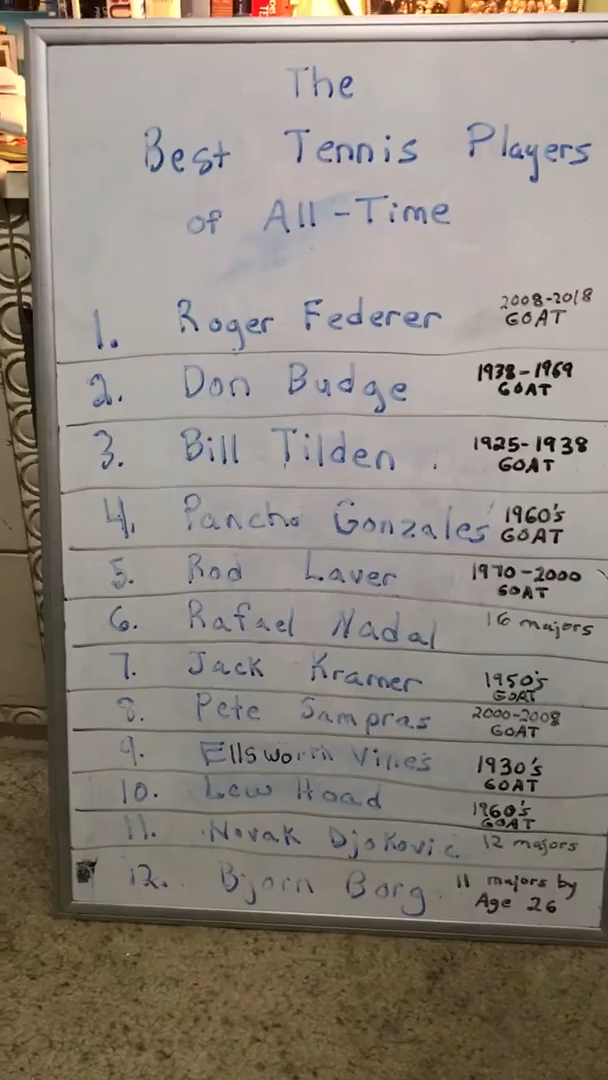 The
Best Tennis Players
of All-Time
1. Roger Federer 2008-2018 GOAT
2. Don Budge 1938-1969 GOAT
3. Bill Tilden 1925-1938 GOAT
4. Pancho Gonzales 1960's GOAT
5. Rod Laver 1970-2000 GOAT
6. Rafael Nadal 16 majors
7. Jack Kramer 1950's GOAT
8. Pete Sampras 2000-2008 GOAT
9. Ellsworth Vines 1930's GOAT
10. Lew Hoad 1960's GOAT
11. Novak Djokovic 12 majors
12. Bjorn Borg 11 majors by Age 26